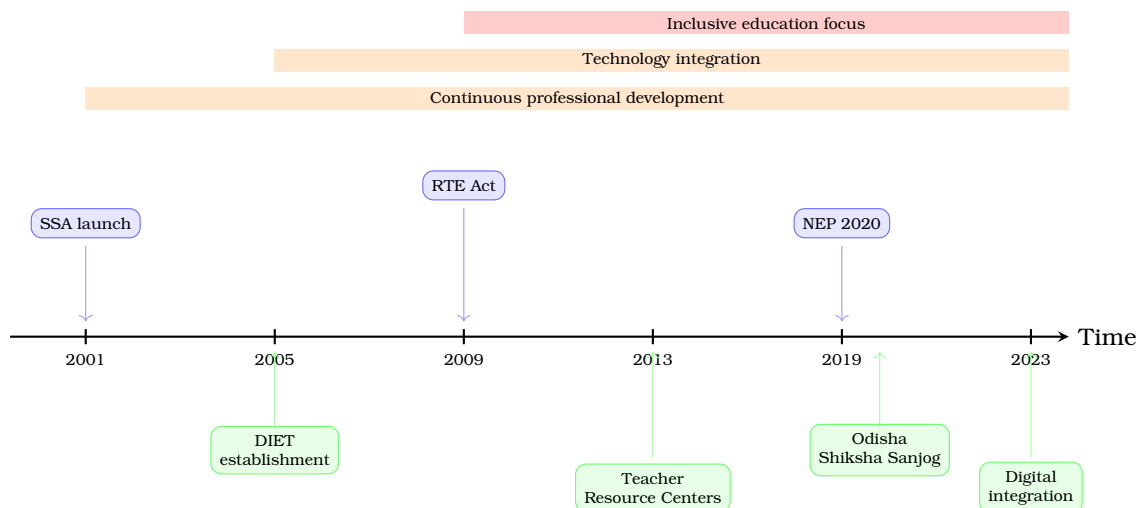 Inclusive education focus
Technology integration
Continuous professional development
RTE Act
SSA launch
NEP 2020
Time
2001
2005
2009
2013
2019
2023
DIET
establishment
Odisha
Shiksha Sanjog
Teacher
Resource Centers
Digital
integration